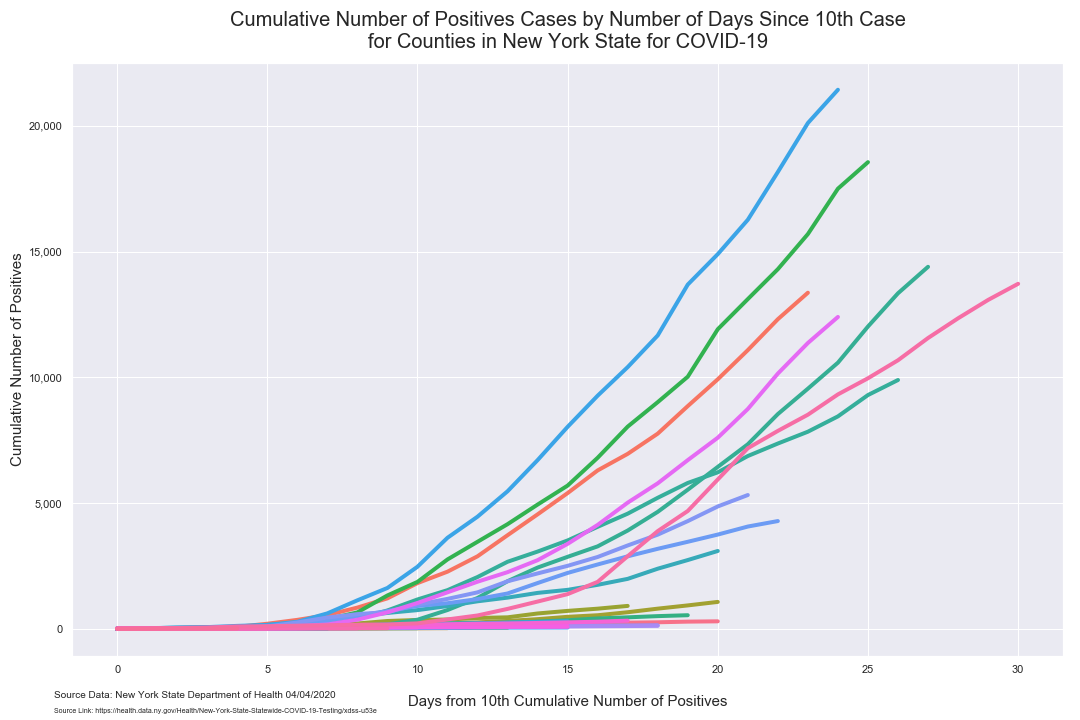 Cumulative Number of Positives Cases by Number of Days Since 10th Case
for Counties in New York State for COVID-19
Cumulative Number of Positives
20,000
15,000
10,000
5,000
0
0 5 10 15 20 25 30
Days from 10th Cumulative Number of Positives
Source Data: New York State Department of Health 04/04/2020
Source Link: https://health.data.ny.gov/Health/New-York-State-Statewide-COVID-19-Testing/xdss-u53e